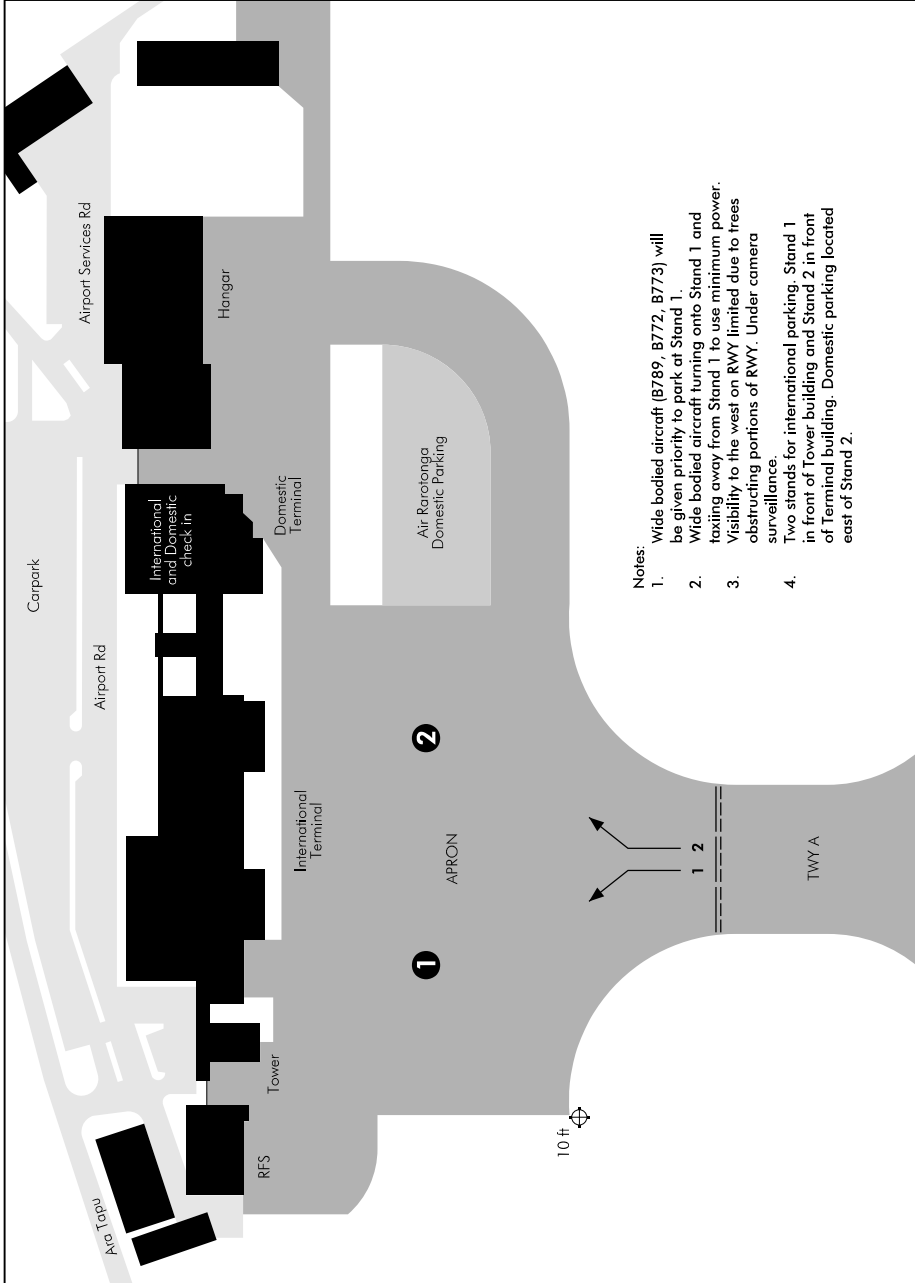 Ara Tapu
Carpark
Airport Services Rd
Airport Rd
International
and Domestic
check in
Hangar
RFS
Tower
International
Terminal
Domestic
Terminal
1
2
APRON
Air Rarotonga
Domestic Parking
10 ft
1 2
TWY A
Notes:
1. Wide bodied aircraft (B789, B772, B773) will
be given priority to park at Stand 1.
2. Wide bodied aircraft turning onto Stand 1 and
taxiing away from Stand 1 to use minimum power.
3. Visibility to the west on RWY limited due to trees
obstructing portions of RWY. Under camera
surveillance.
4. Two stands for international parking. Stand 1
in front of Tower building and Stand 2 in front
of Terminal building. Domestic parking located
east of Stand 2.